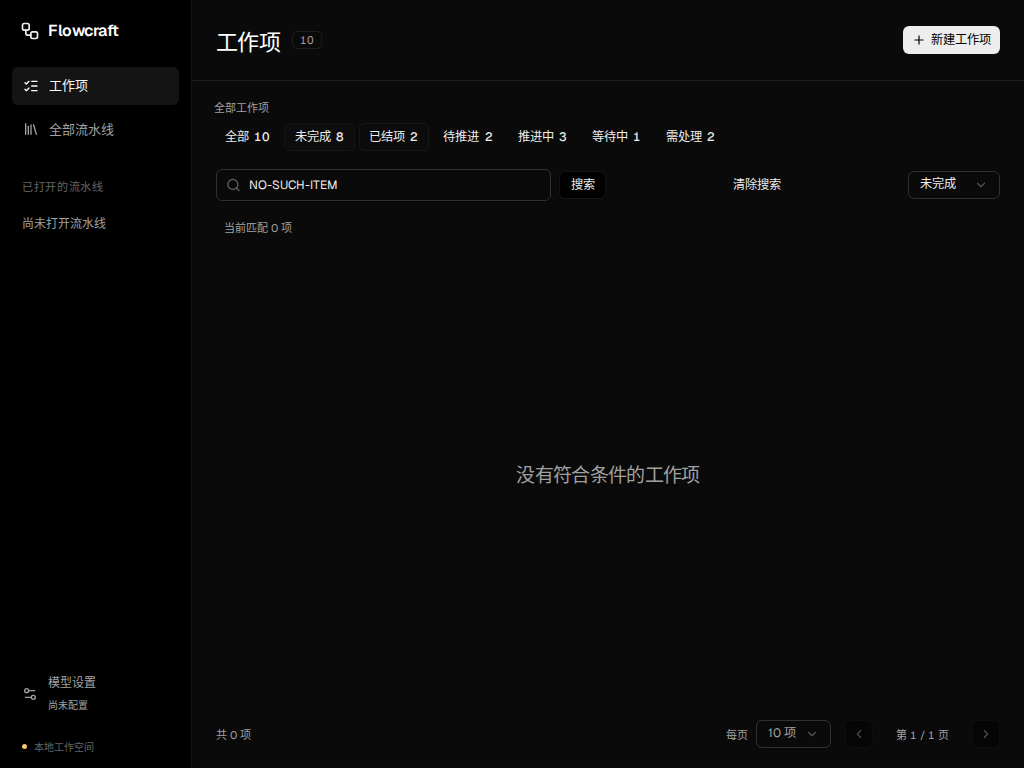 Flowcraft
工作项
全部流水线
已打开的流水线
尚未打开流水线
模型设置
尚未配置
本地工作空间
工作项 10
新建工作项
全部工作项
全部 10 未完成 8 已结项 2 待推进 2 推进中 3 等待中 1 需处理 2
NO-SUCH-ITEM 搜索 清除搜索 未完成
当前匹配 0 项
没有符合条件的工作项
共 0 项 每页 10 项 第 1 / 1 页